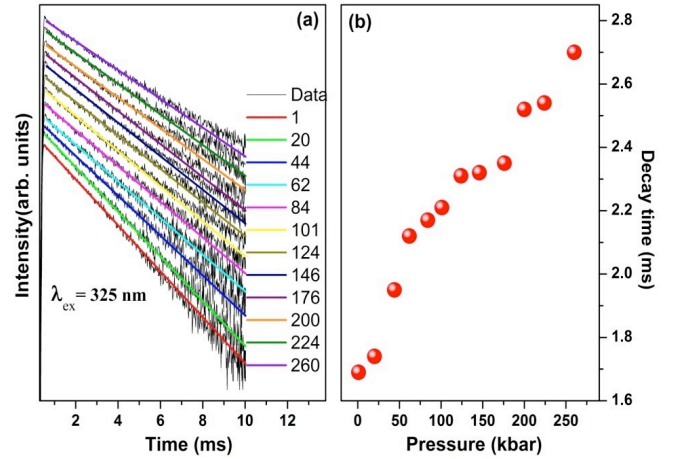 (a)
Intensity(arb. units)
Data
1
20
44
62
84
101
124
146
176
200
224
260
λex= 325 nm
2 4 6 8 10 12
Time (ms)
(b)
2.8
2.6
2.4
2.2
2.0
1.8
1.6
Decay time (ms)
0 50 100 150 200 250
Pressure (kbar)